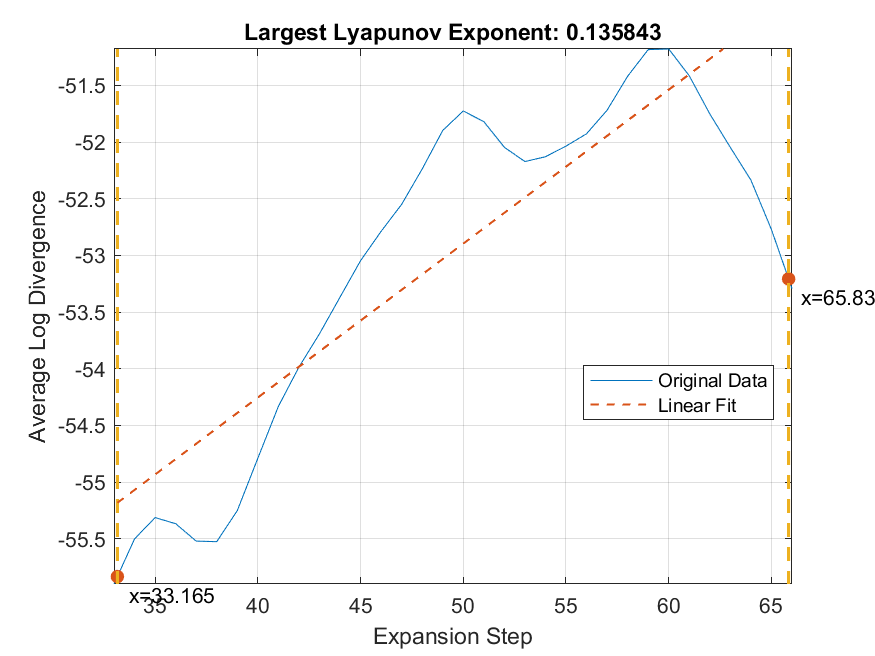 Largest Lyapunov Exponent: 0.135843
-51.5
-52
-52.5
-53
-53.5
-54
-54.5
-55
-55.5
Average Log Divergence
x=65.83
Original Data
Linear Fit
x=33.165
35 40 45 50 55 60 65
Expansion Step